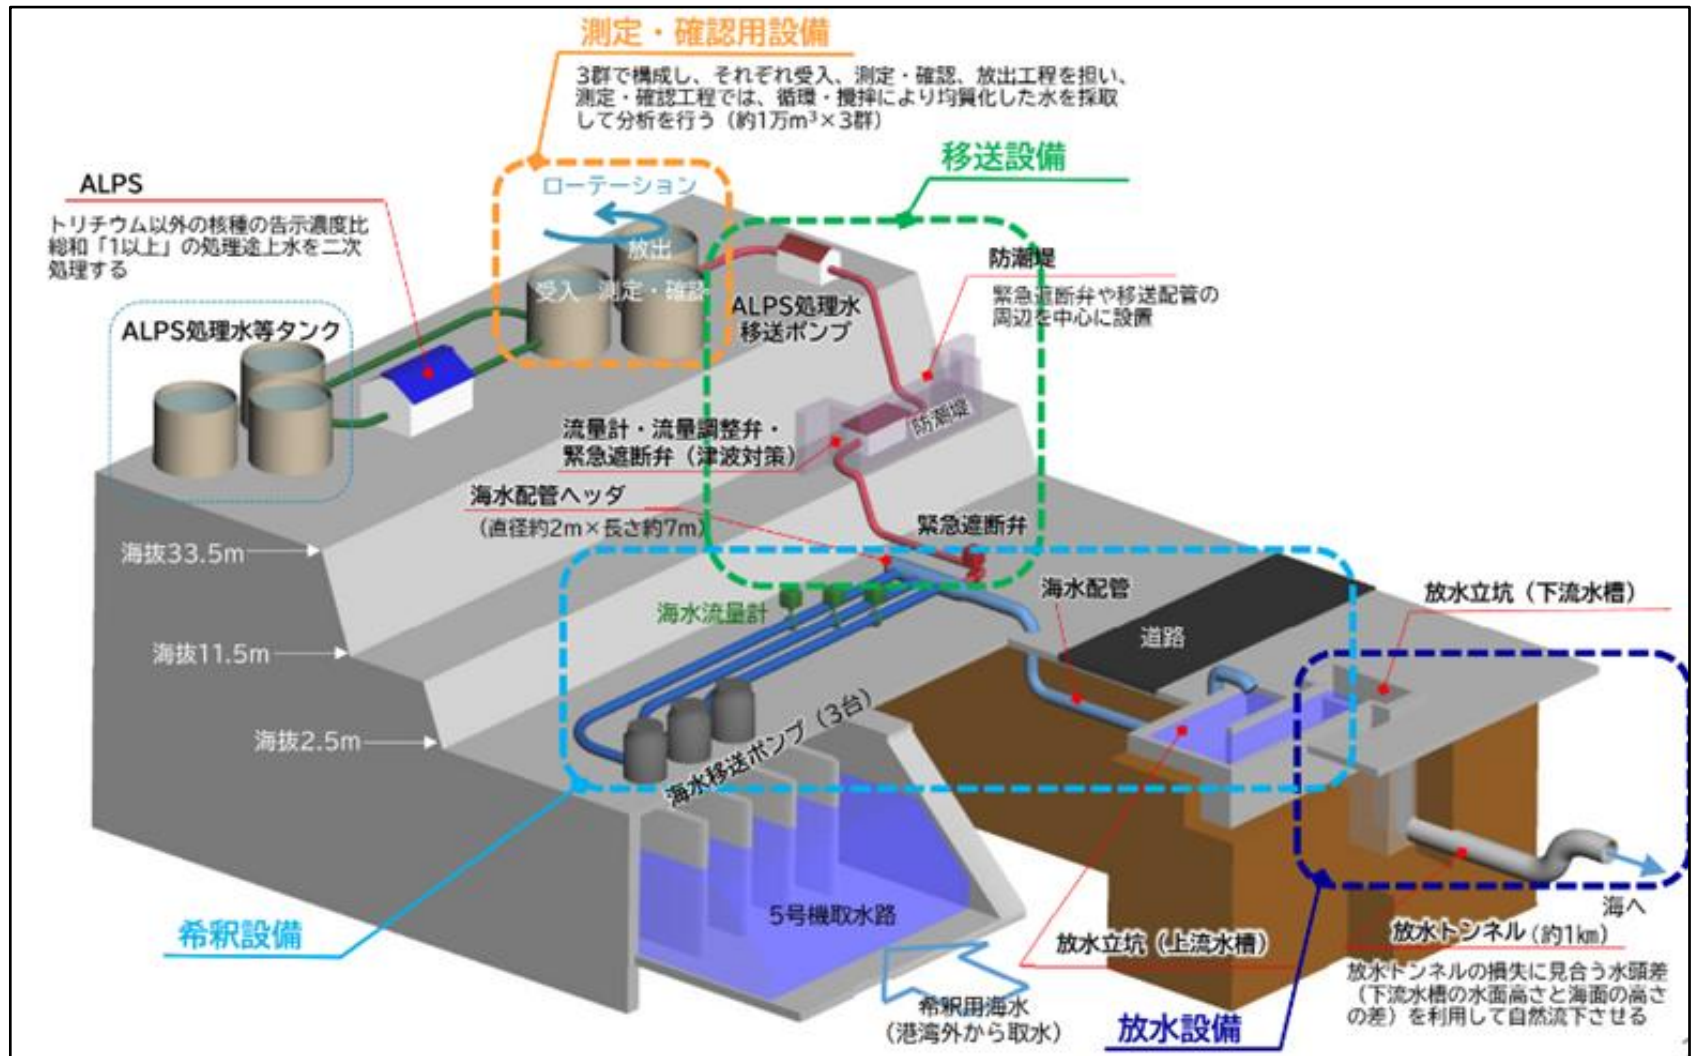 測定・確認用設備
3群で構成し、それぞれ受入、測定・確認、放出工程を担い、
測定・確認工程では、循環・攪拌により均質化した水を採取
して分析を行う（約1万m³×3群）
移送設備
ALPS
トリチウム以外の核種の告示濃度比
総和「1以上」の処理途上水を二次
処理する
ローテーション
放出
受入
測定・確認
防潮堤
緊急遮断弁や移送配管の
周辺を中心に設置
ALPS処理水等タンク
ALPS処理水
移送ポンプ
防潮堤
流量計・流量調整弁・
緊急遮断弁（津波対策）
海水配管ヘッダ
（直径約2m×長さ約7m）
緊急遮断弁
海抜33.5m
海水流量計
海水配管
放水立坑（下流水槽）
道路
海抜11.5m
海抜2.5m
海水移送ポンプ（3台）
5号機取水路
希釈設備
放水立坑（上流水槽）
海へ
放水トンネル（約1km）
放水トンネルの損失に見合う水頭差
（下流水槽の水面高さと海面の高さ
の差）を利用して自然流下させる
希釈用海水
（港湾外から取水）
放水設備